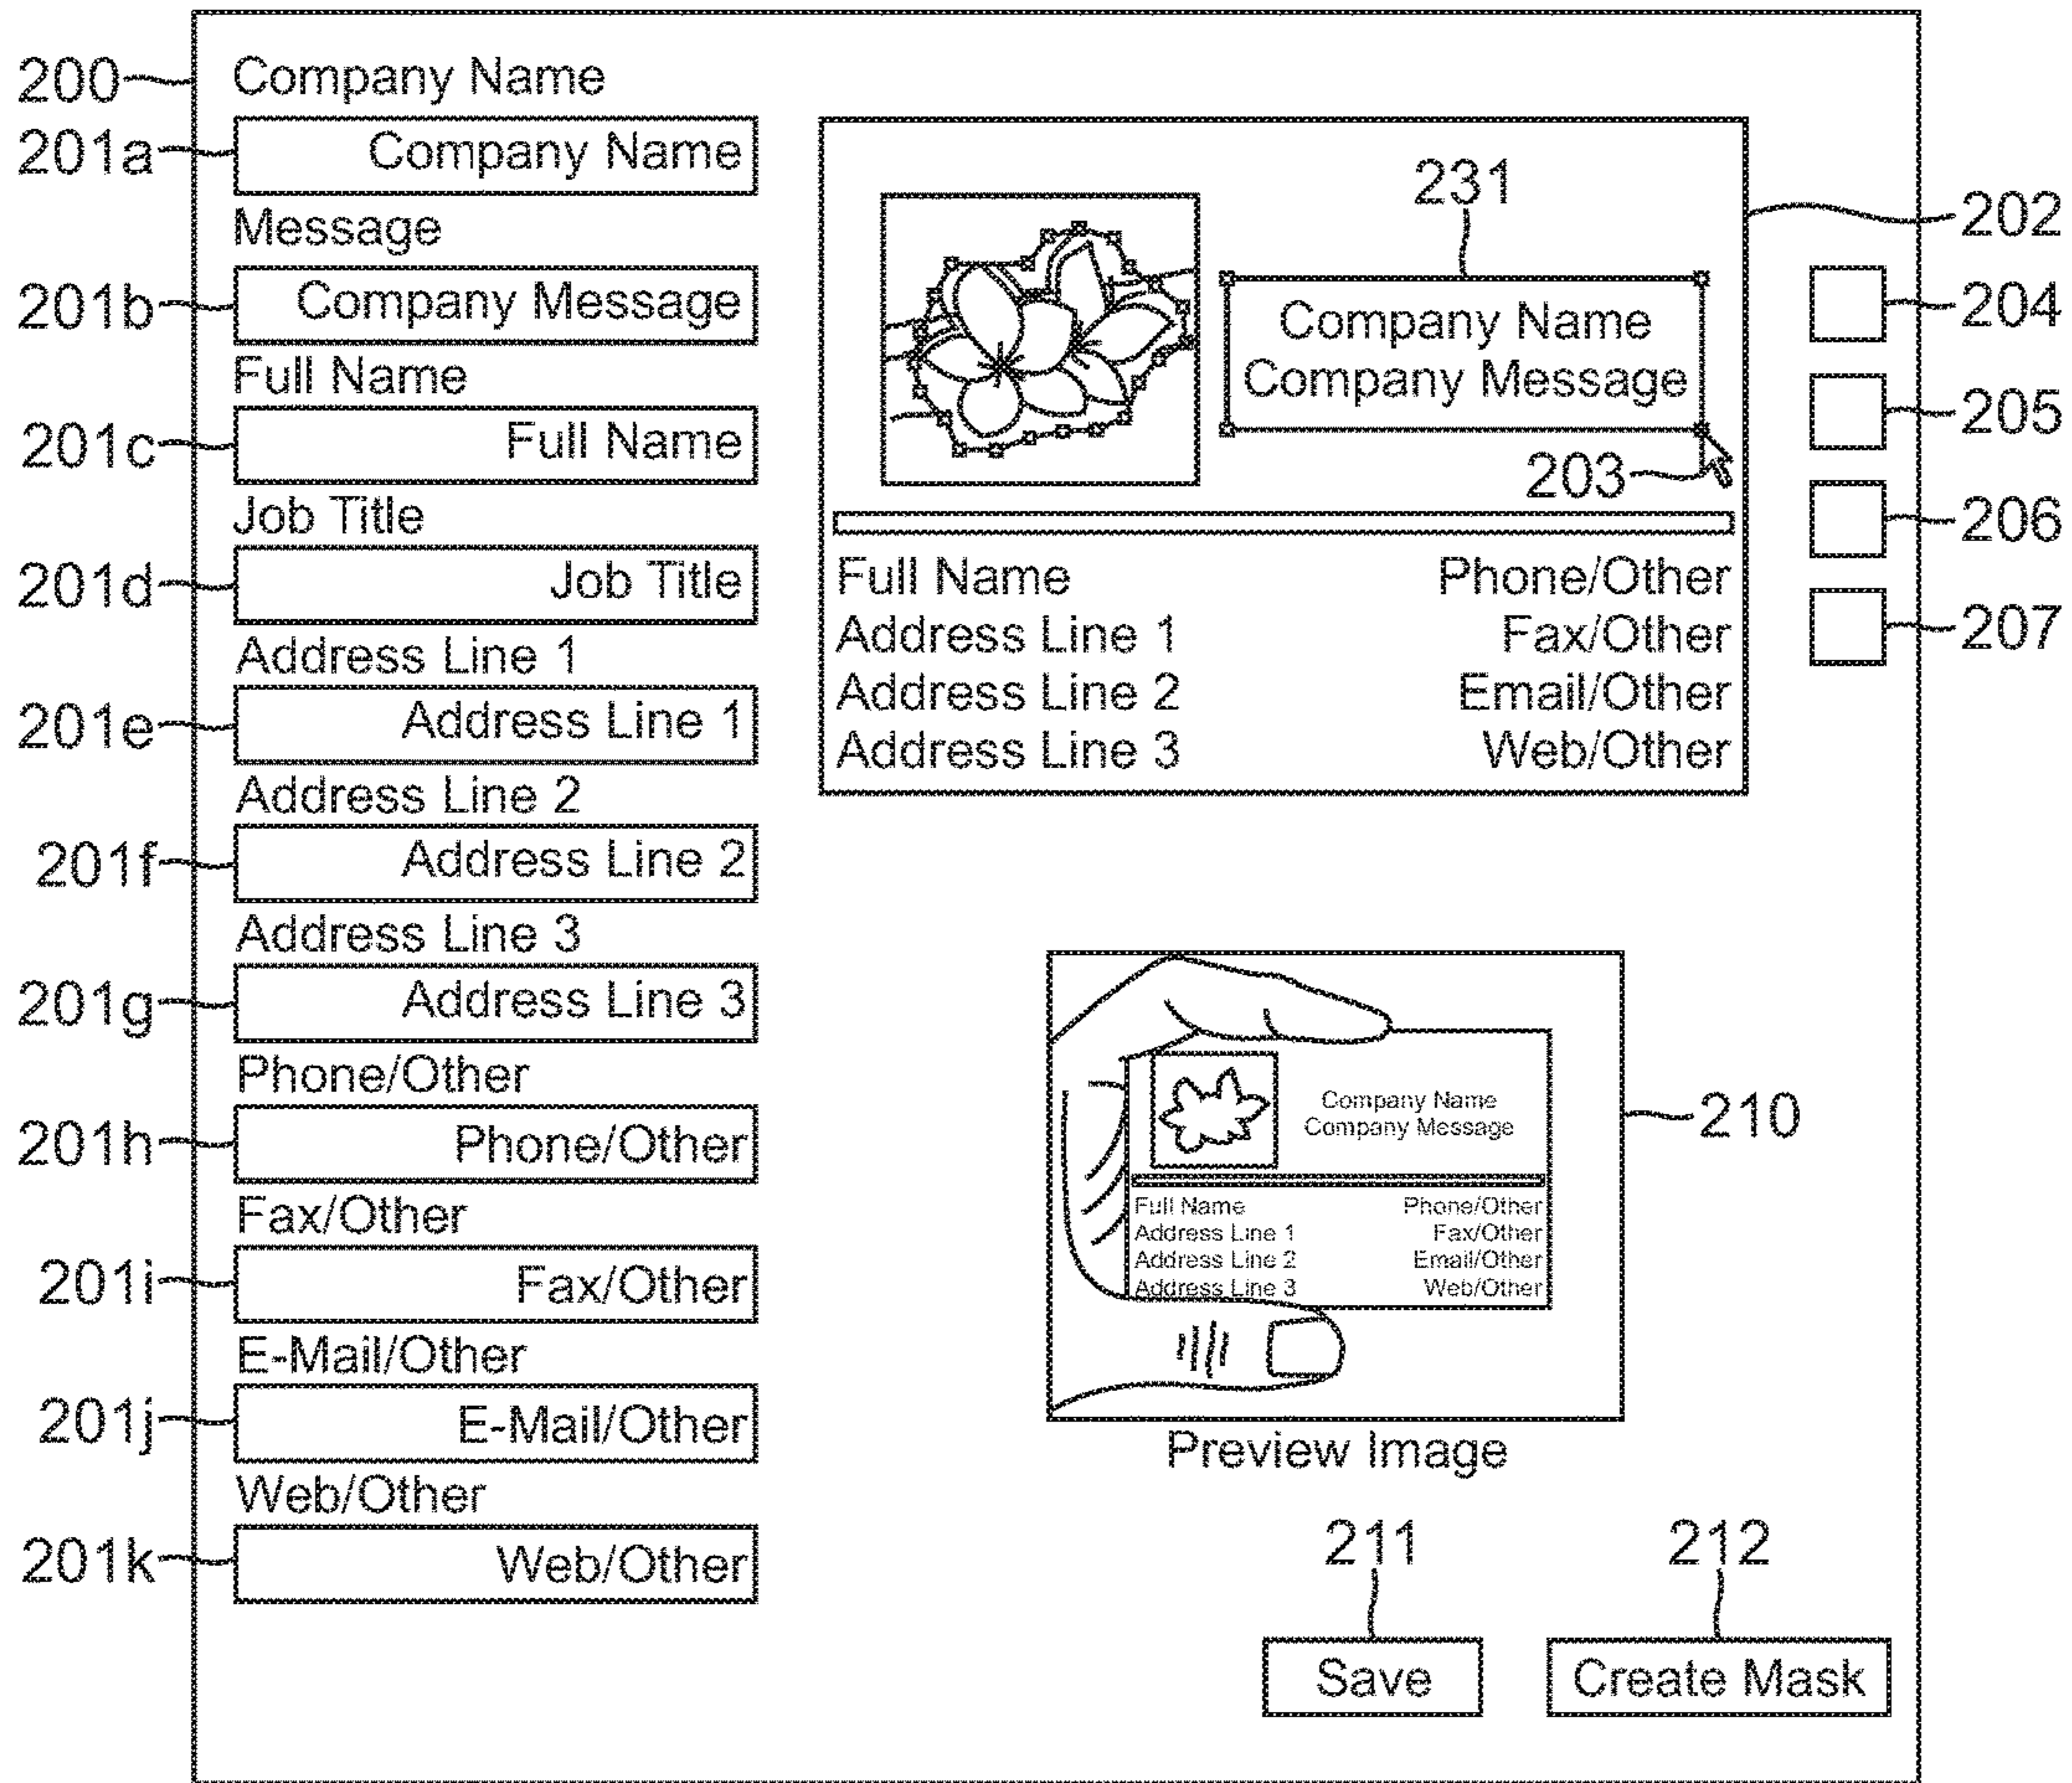 200
Company Name
201a
Company Name
Message
201b
Company Message
Full Name
201c
Full Name
Job Title
201d
Job Title
Address Line 1
201e
Address Line 1
Address Line 2
201f
Address Line 2
Address Line 3
201g
Address Line 3
Phone/Other
201h
Phone/Other
Fax/Other
201i
Fax/Other
E-Mail/Other
201j
E-Mail/Other
Web/Other
201k
Web/Other
231
202
Company Name
Company Message
203
204
205
206
207
Full Name
Phone/Other
Address Line 1
Fax/Other
Address Line 2
Email/Other
Address Line 3
Web/Other
210
Company Name
Company Message
Full Name
Phone/Other
Address Line 1
Fax/Other
Address Line 2
Email/Other
Address Line 3
Web/Other
Preview Image
211
212
Save
Create Mask